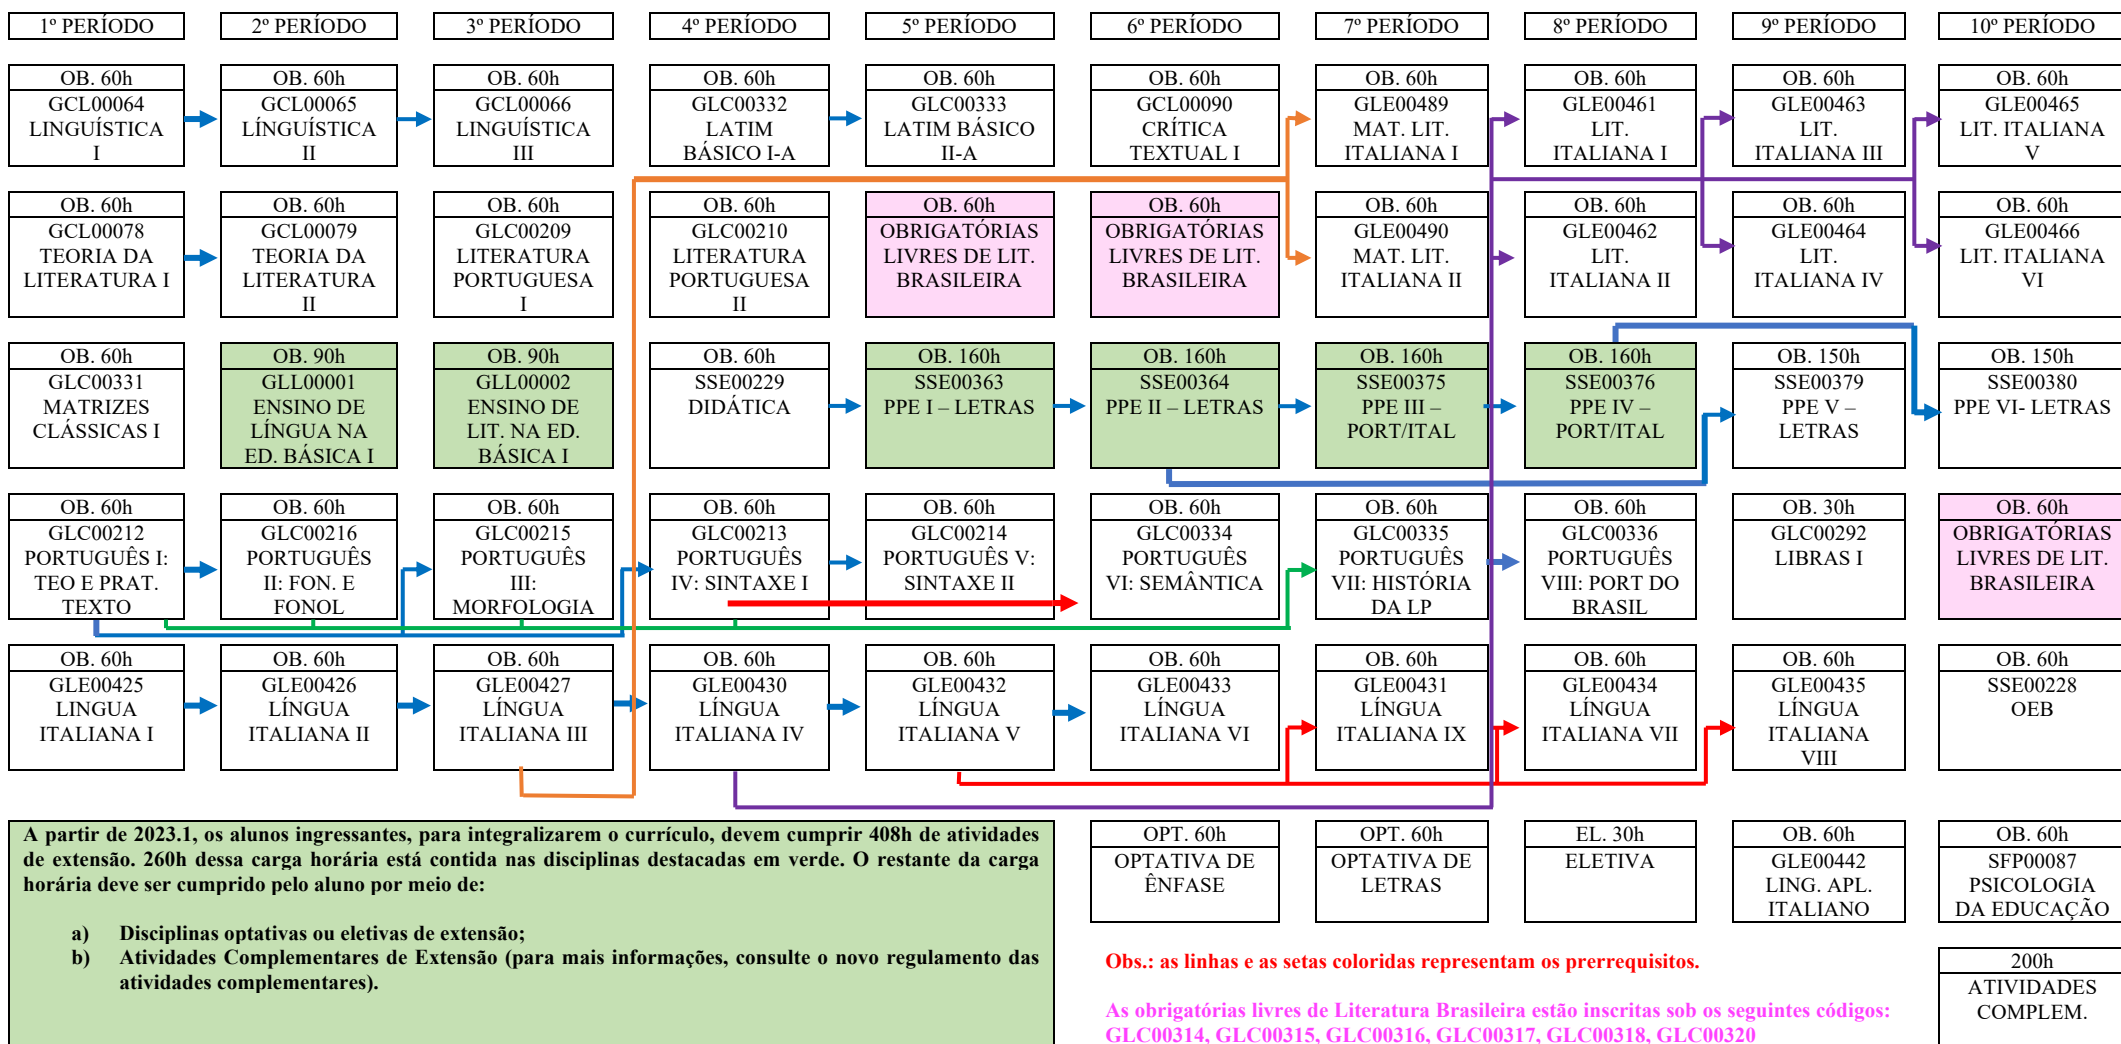 1º PERÍODO
2º PERÍODO
3º PERÍODO
4º PERÍODO
5º PERÍODO
6º PERÍODO
7º PERÍODO
8º PERÍODO
9º PERÍODO
10º PERÍODO
OB. 60h
GCL00064
LINGUÍSTICA
I
OB. 60h
GCL00065
LÍNGUÍSTICA
II
OB. 60h
GCL00066
LINGUÍSTICA
III
OB. 60h
GLC00332
LATIM
BÁSICO I-A
OB. 60h
GLC00333
LATIM BÁSICO
II-A
OB. 60h
GCL00090
CRÍTICA
TEXTUAL I
OB. 60h
GLE00489
MAT. LIT.
ITALIANA I
OB. 60h
GLE00461
LIT.
ITALIANA I
OB. 60h
GLE00463
LIT.
ITALIANA III
OB. 60h
GLE00465
LIT. ITALIANA
V
OB. 60h
GCL00078
TEORIA DA
LITERATURA I
OB. 60h
GCL00079
TEORIA DA
LITERATURA
II
OB. 60h
GLC00209
LITERATURA
PORTUGUESA
I
OB. 60h
GLC00210
LITERATURA
PORTUGUESA
II
OB. 60h
OBRIGATÓRIAS
LIVRES DE LIT.
BRASILEIRA
OB. 60h
OBRIGATÓRIAS
LIVRES DE LIT.
BRASILEIRA
OB. 60h
GLE00490
MAT. LIT.
ITALIANA II
OB. 60h
GLE00462
LIT.
ITALIANA II
OB. 60h
GLE00464
LIT.
ITALIANA IV
OB. 60h
GLE00466
LIT. ITALIANA
VI
OB. 60h
GLC00331
MATRIZES
CLÁSSICAS I
OB. 90h
GLL00001
ENSINO DE
LÍNGUA NA
ED. BÁSICA I
OB. 90h
GLL00002
ENSINO DE
LIT. NA ED.
BÁSICA I
OB. 60h
SSE00229
DIDÁTICA
OB. 160h
SSE00363
PPE I – LETRAS
OB. 160h
SSE00364
PPE II – LETRAS
OB. 160h
SSE00375
PPE III –
PORT/ITAL
OB. 160h
SSE00376
PPE IV –
PORT/ITAL
OB. 150h
SSE00379
PPE V –
LETRAS
OB. 150h
SSE00380
PPE VI- LETRAS
OB. 60h
GLC00212
PORTUGUÊS I:
TEO E PRAT.
TEXTO
OB. 60h
GLC00216
PORTUGUÊS
II: FON. E
FONOL
OB. 60h
GLC00215
PORTUGUÊS
III:
MORFOLOGIA
OB. 60h
GLC00213
PORTUGUÊS
IV: SINTAXE I
OB. 60h
GLC00214
PORTUGUÊS V:
SINTAXE II
OB. 60h
GLC00334
PORTUGUÊS
VI: SEMÂNTICA
OB. 60h
GLC00335
PORTUGUÊS
VII: HISTÓRIA
DA LP
OB. 60h
GLC00336
PORTUGUÊS
VIII: PORT DO
BRASIL
OB. 30h
GLC00292
LIBRAS I
OB. 60h
OBRIGATÓRIAS
LIVRES DE LIT.
BRASILEIRA
OB. 60h
GLE00425
LINGUA
ITALIANA I
OB. 60h
GLE00426
LÍNGUA
ITALIANA II
OB. 60h
GLE00427
LÍNGUA
ITALIANA III
OB. 60h
GLE00430
LÍNGUA
ITALIANA IV
OB. 60h
GLE00432
LÍNGUA
ITALIANA V
OB. 60h
GLE00433
LÍNGUA
ITALIANA VI
OB. 60h
GLE00431
LÍNGUA
ITALIANA IX
OB. 60h
GLE00434
LÍNGUA
ITALIANA VII
OB. 60h
GLE00435
LÍNGUA
ITALIANA
VIII
OB. 60h
SSE00228
OEB
A partir de 2023.1, os alunos ingressantes, para integralizarem o currículo, devem cumprir 408h de atividades
de extensão. 260h dessa carga horária está contida nas disciplinas destacadas em verde. O restante da carga
horária deve ser cumprido pelo aluno por meio de:
a) Disciplinas optativas ou eletivas de extensão;
b) Atividades Complementares de Extensão (para mais informações, consulte o novo regulamento das
atividades complementares).
OPT. 60h
OPTATIVA DE
ÊNFASE
OPT. 60h
OPTATIVA DE
LETRAS
EL. 30h
ELETIVA
OB. 60h
GLE00442
LING. APL.
ITALIANO
OB. 60h
SFP00087
PSICOLOGIA
DA EDUCAÇÃO
Obs.: as linhas e as setas coloridas representam os prerrequisitos.
As obrigatórias livres de Literatura Brasileira estão inscritas sob os seguintes códigos:
GLC00314, GLC00315, GLC00316, GLC00317, GLC00318, GLC00320
200h
ATIVIDADES
COMPLEM.